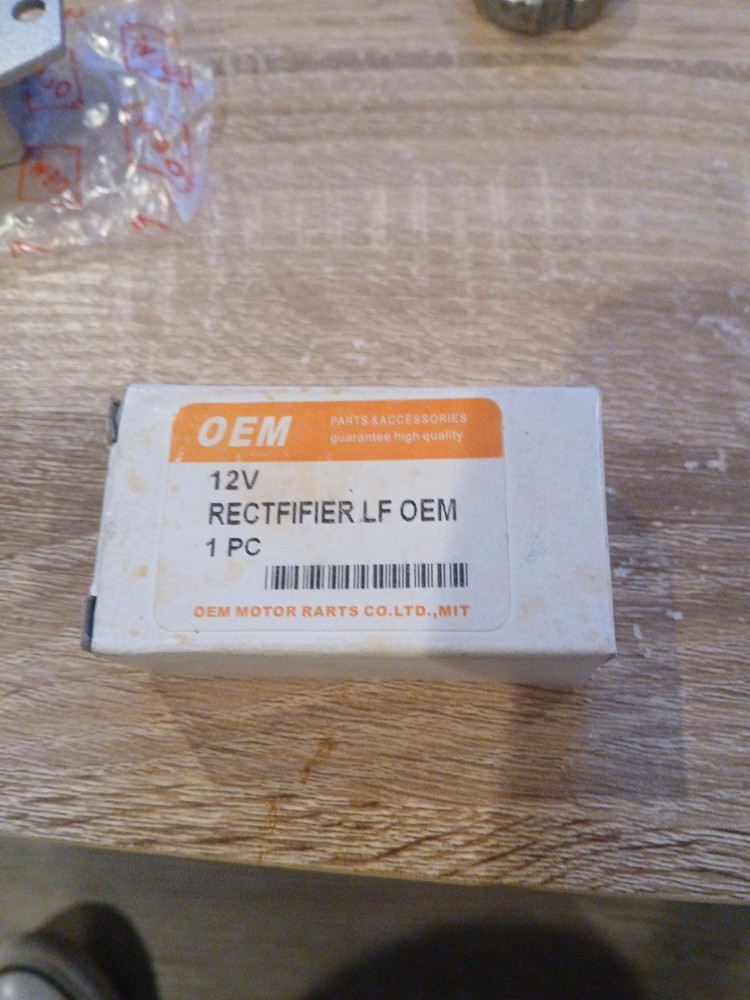 OEM
PARTS & ACCESSORIES
guarantee high quality
12V
RECTFIFIER LF OEM
1 PC
OEM MOTOR RARTS CO.LTD.,MIT